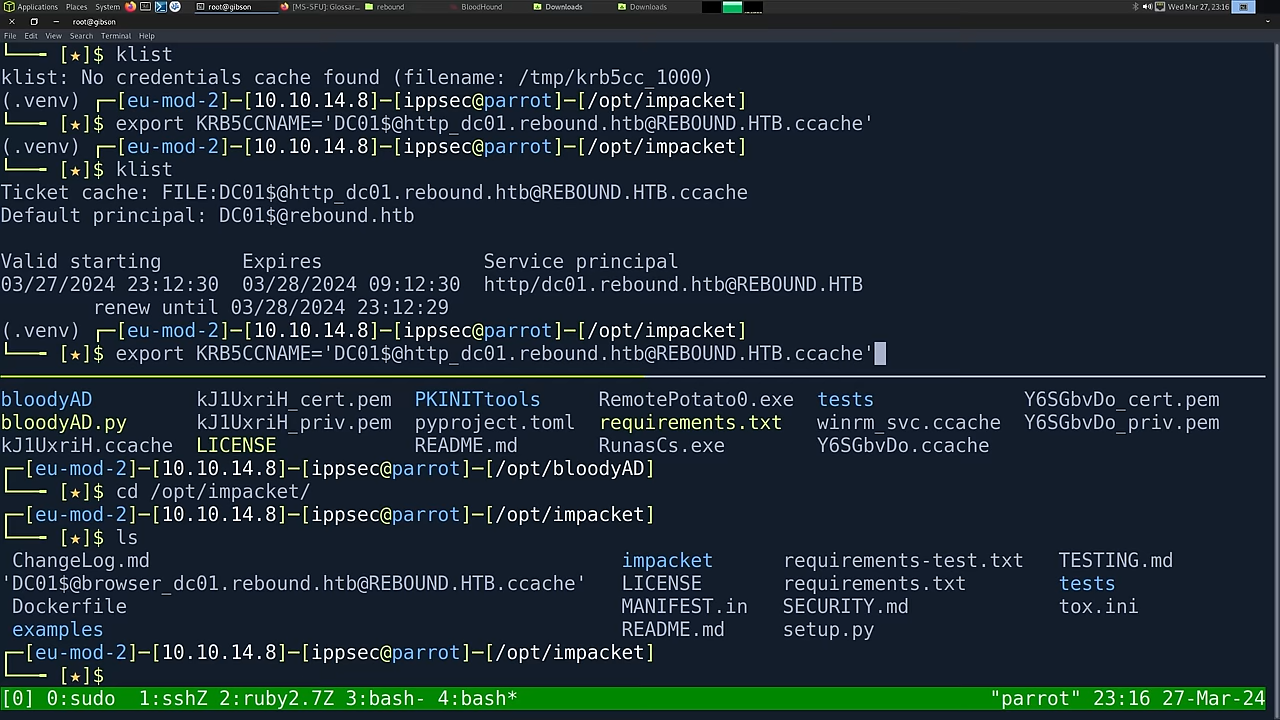 Applications Places System root@gibson [MS-SFU]: Glossar... rebound BloodHound Downloads Downloads Wed Mar 27, 23:16
root@gibson
File Edit View Search Terminal Help
└──╼ [★]$ klist
klist: No credentials cache found (filename: /tmp/krb5cc_1000)
(.venv) ┌─[eu-mod-2]─[10.10.14.8]─[ippsec@parrot]─[/opt/impacket]
└──╼ [★]$ export KRB5CCNAME='DC01$@http_dc01.rebound.htb@REBOUND.HTB.ccache'
(.venv) ┌─[eu-mod-2]─[10.10.14.8]─[ippsec@parrot]─[/opt/impacket]
└──╼ [★]$ klist
Ticket cache: FILE:DC01$@http_dc01.rebound.htb@REBOUND.HTB.ccache
Default principal: DC01$@rebound.htb
Valid starting Expires Service principal
03/27/2024 23:12:30 03/28/2024 09:12:30 http/dc01.rebound.htb@REBOUND.HTB
renew until 03/28/2024 23:12:29
(.venv) ┌─[eu-mod-2]─[10.10.14.8]─[ippsec@parrot]─[/opt/impacket]
└──╼ [★]$ export KRB5CCNAME='DC01$@http_dc01.rebound.htb@REBOUND.HTB.ccache'
bloodyAD kJ1UxriH_cert.pem PKINITtools RemotePotato0.exe tests Y6SGbvDo_cert.pem
bloodyAD.py kJ1UxriH_priv.pem pyproject.toml requirements.txt winrm_svc.ccache Y6SGbvDo_priv.pem
kJ1UxriH.ccache LICENSE README.md RunasCs.exe Y6SGbvDo.ccache
┌─[eu-mod-2]─[10.10.14.8]─[ippsec@parrot]─[/opt/bloodyAD]
└──╼ [★]$ cd /opt/impacket/
┌─[eu-mod-2]─[10.10.14.8]─[ippsec@parrot]─[/opt/impacket]
└──╼ [★]$ ls
ChangeLog.md impacket requirements-test.txt TESTING.md
'DC01$@browser_dc01.rebound.htb@REBOUND.HTB.ccache' LICENSE requirements.txt tests
Dockerfile MANIFEST.in SECURITY.md tox.ini
examples README.md setup.py
┌─[eu-mod-2]─[10.10.14.8]─[ippsec@parrot]─[/opt/impacket]
└──╼ [★]$
[0] 0:sudo 1:sshZ 2:ruby2.7Z 3:bash- 4:bash* "parrot" 23:16 27-Mar-24